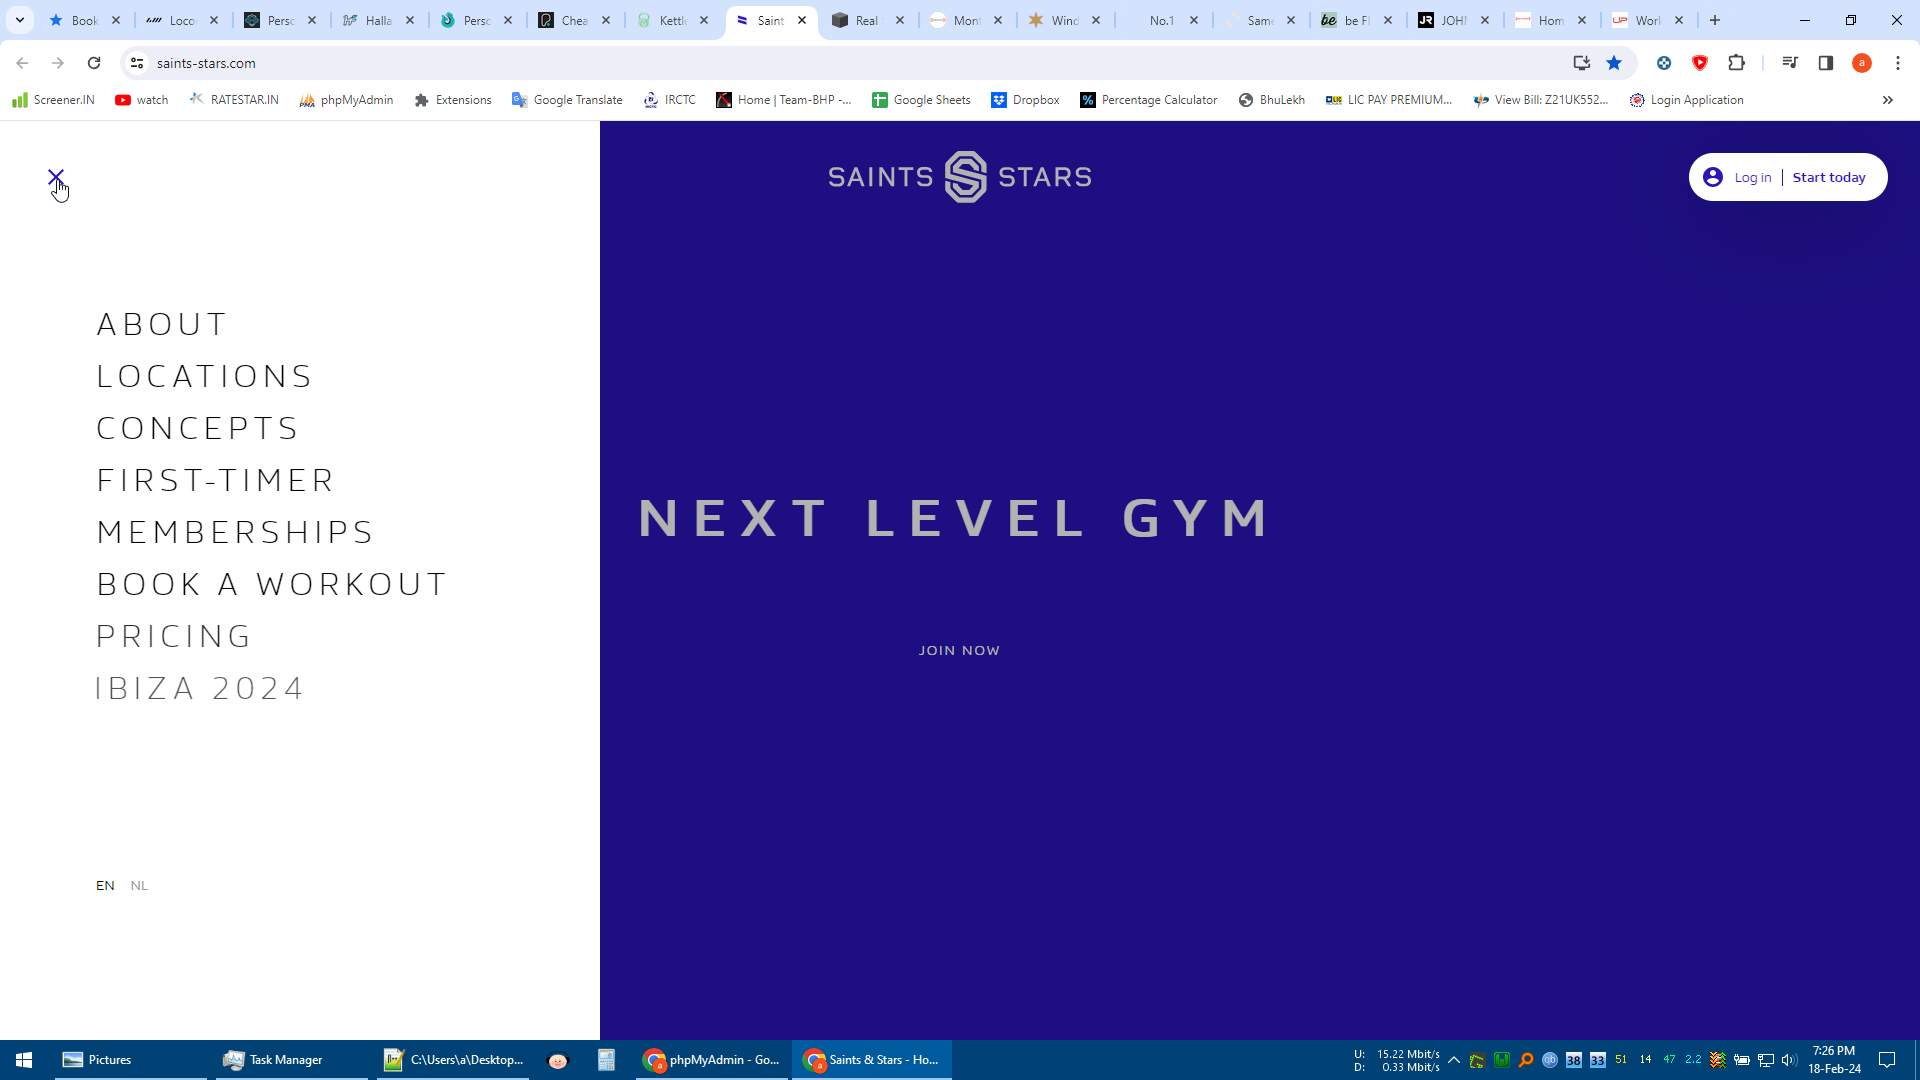 Book
Loco
Perso
Halla
Perso
Chea
Kettle
Saint
Real
Mont
Wind
No.1
Same
be Fl
JOHN
Hom
Worl
saints-stars.com
Screener.IN
watch
RATESTAR.IN
phpMyAdmin
Extensions
Google Translate
IRCTC
Home | Team-BHP -...
Google Sheets
Dropbox
Percentage Calculator
BhuLekh
LIC PAY PREMIUM...
View Bill: Z21UK552...
Login Application
SAINTS STARS
Log in | Start today
ABOUT
LOCATIONS
CONCEPTS
FIRST-TIMER
MEMBERSHIPS
BOOK A WORKOUT
PRICING
IBIZA 2024
NEXT LEVEL GYM
JOIN NOW
EN NL
Pictures
Task Manager
C:\Users\a\Desktop...
phpMyAdmin - Go...
Saints & Stars - Ho...
U: 15.22 Mbit/s
D: 0.33 Mbit/s
38
33
51
14
47
2.2
7:26 PM
18-Feb-24